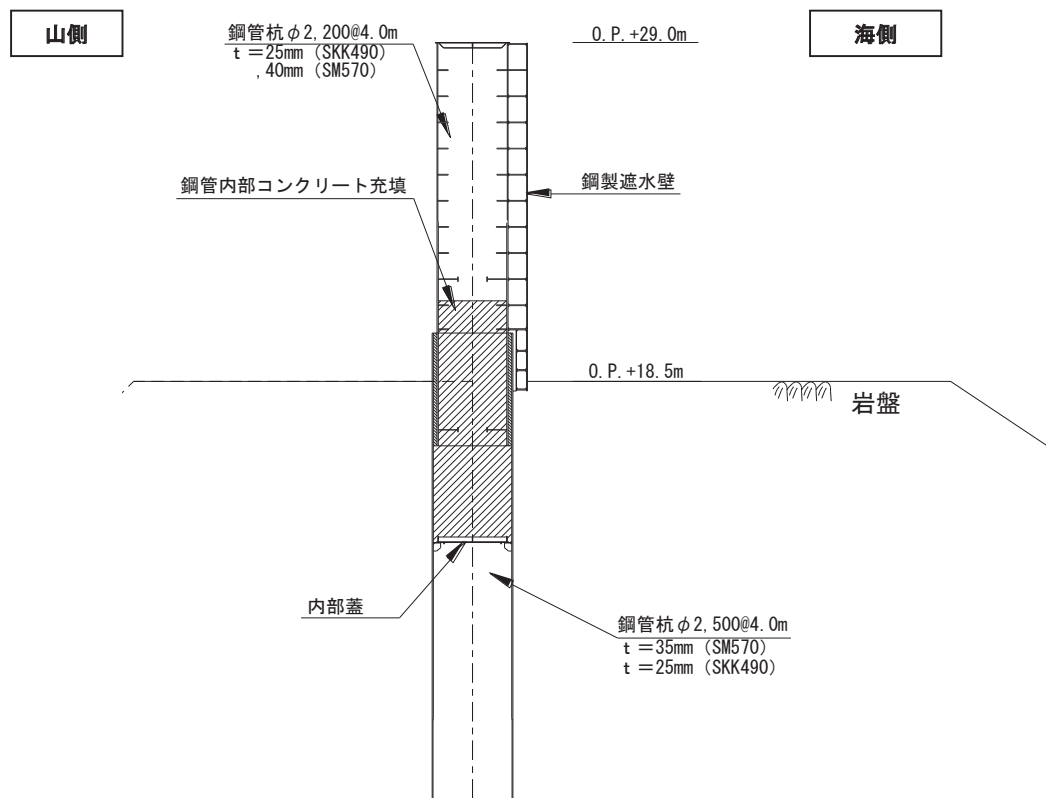 山側
鋼管杭φ2,200@4.0m
t=25mm (SKK490)
,40mm (SM570)
O.P.+29.0m
海側
鋼管内部コンクリート充填
鋼製遮水壁
O.P.+18.5m
岩盤
内部蓋
鋼管杭φ2,500@4.0m
t=35mm (SM570)
t=25mm (SKK490)